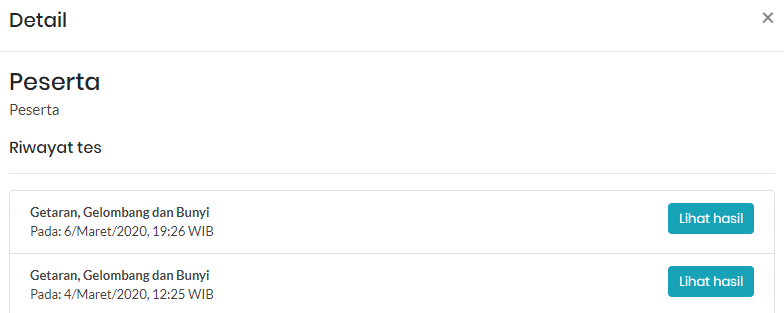 Detail
×
Peserta
Peserta
Riwayat tes
Getaran, Gelombang dan Bunyi
Pada: 6/Maret/2020, 19:26 WIB
Lihat hasil
Getaran, Gelombang dan Bunyi
Pada: 4/Maret/2020, 12:25 WIB
Lihat hasil